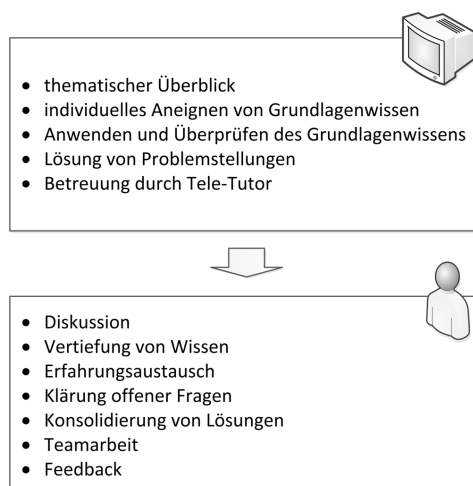 • thematischer Überblick
• individuelles Aneignen von Grundlagenwissen
• Anwenden und Überprüfen des Grundlagenwissens
• Lösung von Problemstellungen
• Betreuung durch Tele-Tutor
• Diskussion
• Vertiefung von Wissen
• Erfahrungsaustausch
• Klärung offener Fragen
• Konsolidierung von Lösungen
• Teamarbeit
• Feedback